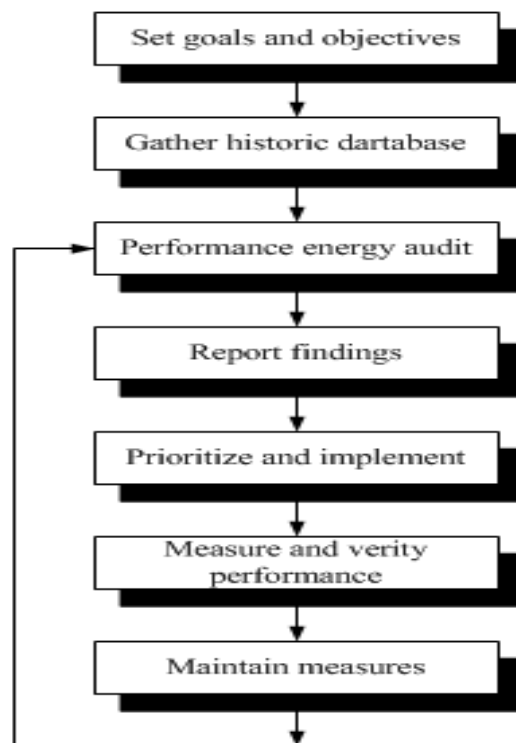 Set goals and objectives
Gather historic dartabase
Performance energy audit
Report findings
Prioritize and implement
Measure and verity
performance
Maintain measures